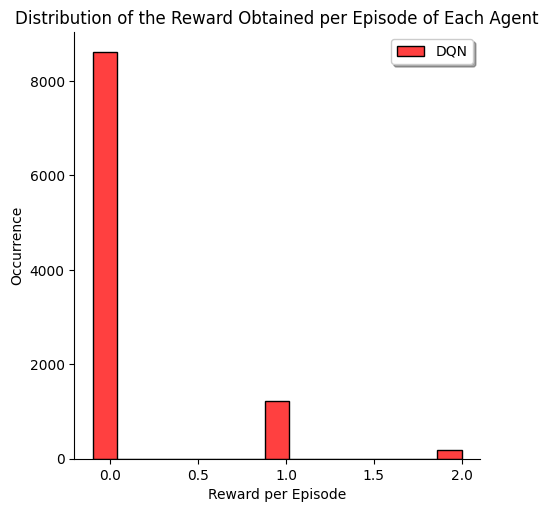 Distribution of the Reward Obtained per Episode of Each Agent
DQN
8000
6000
4000
2000
0
Occurrence
0.0 0.5 1.0 1.5 2.0
Reward per Episode